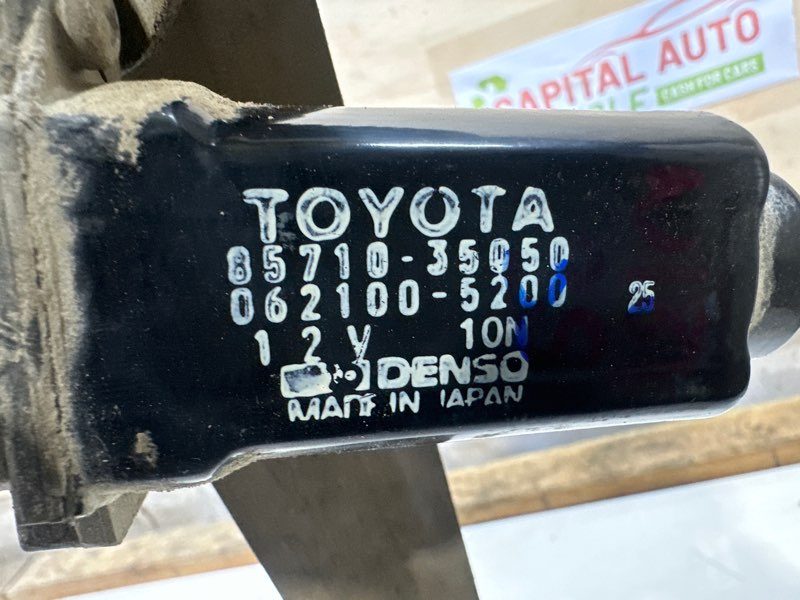 CAPITAL AUTO
CASH FOR CARS
TOYOTA
85710-35050
062100-5200 25
12V 10N
DENSO
MADE IN JAPAN